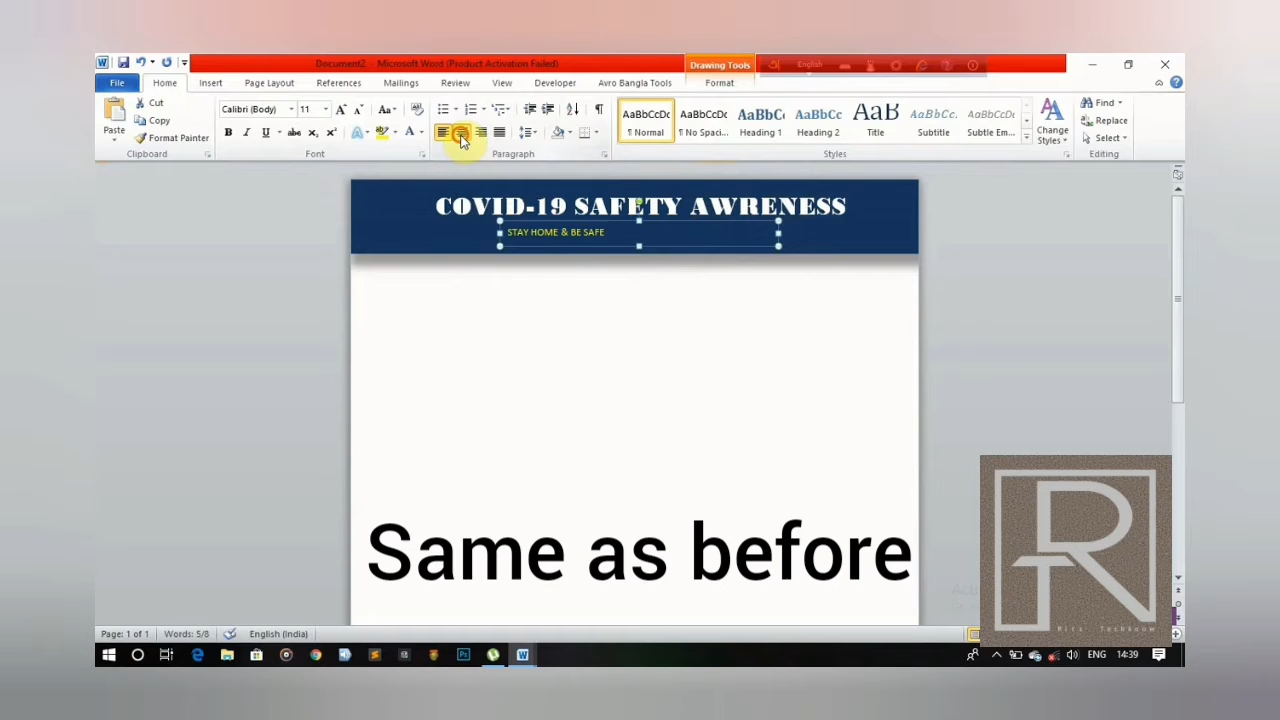 Document2 - Microsoft Word (Product Activation Failed)
Drawing Tools
English
File Home Insert Page Layout References Mailings Review View Developer Avro Bangla Tools Format
Paste
Cut
Copy
Format Painter
Clipboard
Calibri (Body) 11
Font
Paragraph
AaBbCcDc AaBbCcDc AaBbC( AaBbCc AaB AaBbCc. AaBbCcDc
¶ Normal ¶ No Spaci... Heading 1 Heading 2 Title Subtitle Subtle Em...
Change Styles
Styles
Find
Replace
Select
Editing
COVID-19 SAFETY AWRENESS
STAY HOME & BE SAFE
Same as before
RT
Page: 1 of 1 Words: 5/8 English (India)
ENG 14:39